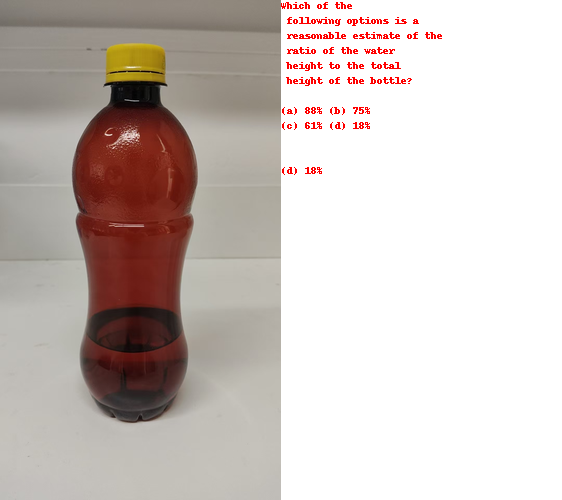 Which of the
following options is a
reasonable estimate of the
ratio of the water
height to the total
height of the bottle?
(a) 88% (b) 75%
(c) 61% (d) 18%
(d) 18%